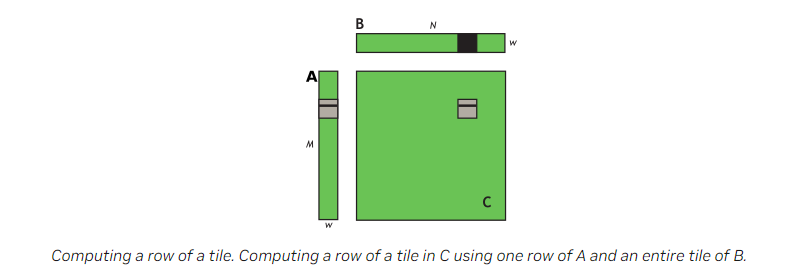 B
N
w
A
M
C
w
Computing a row of a tile. Computing a row of a tile in C using one row of A and an entire tile of B.